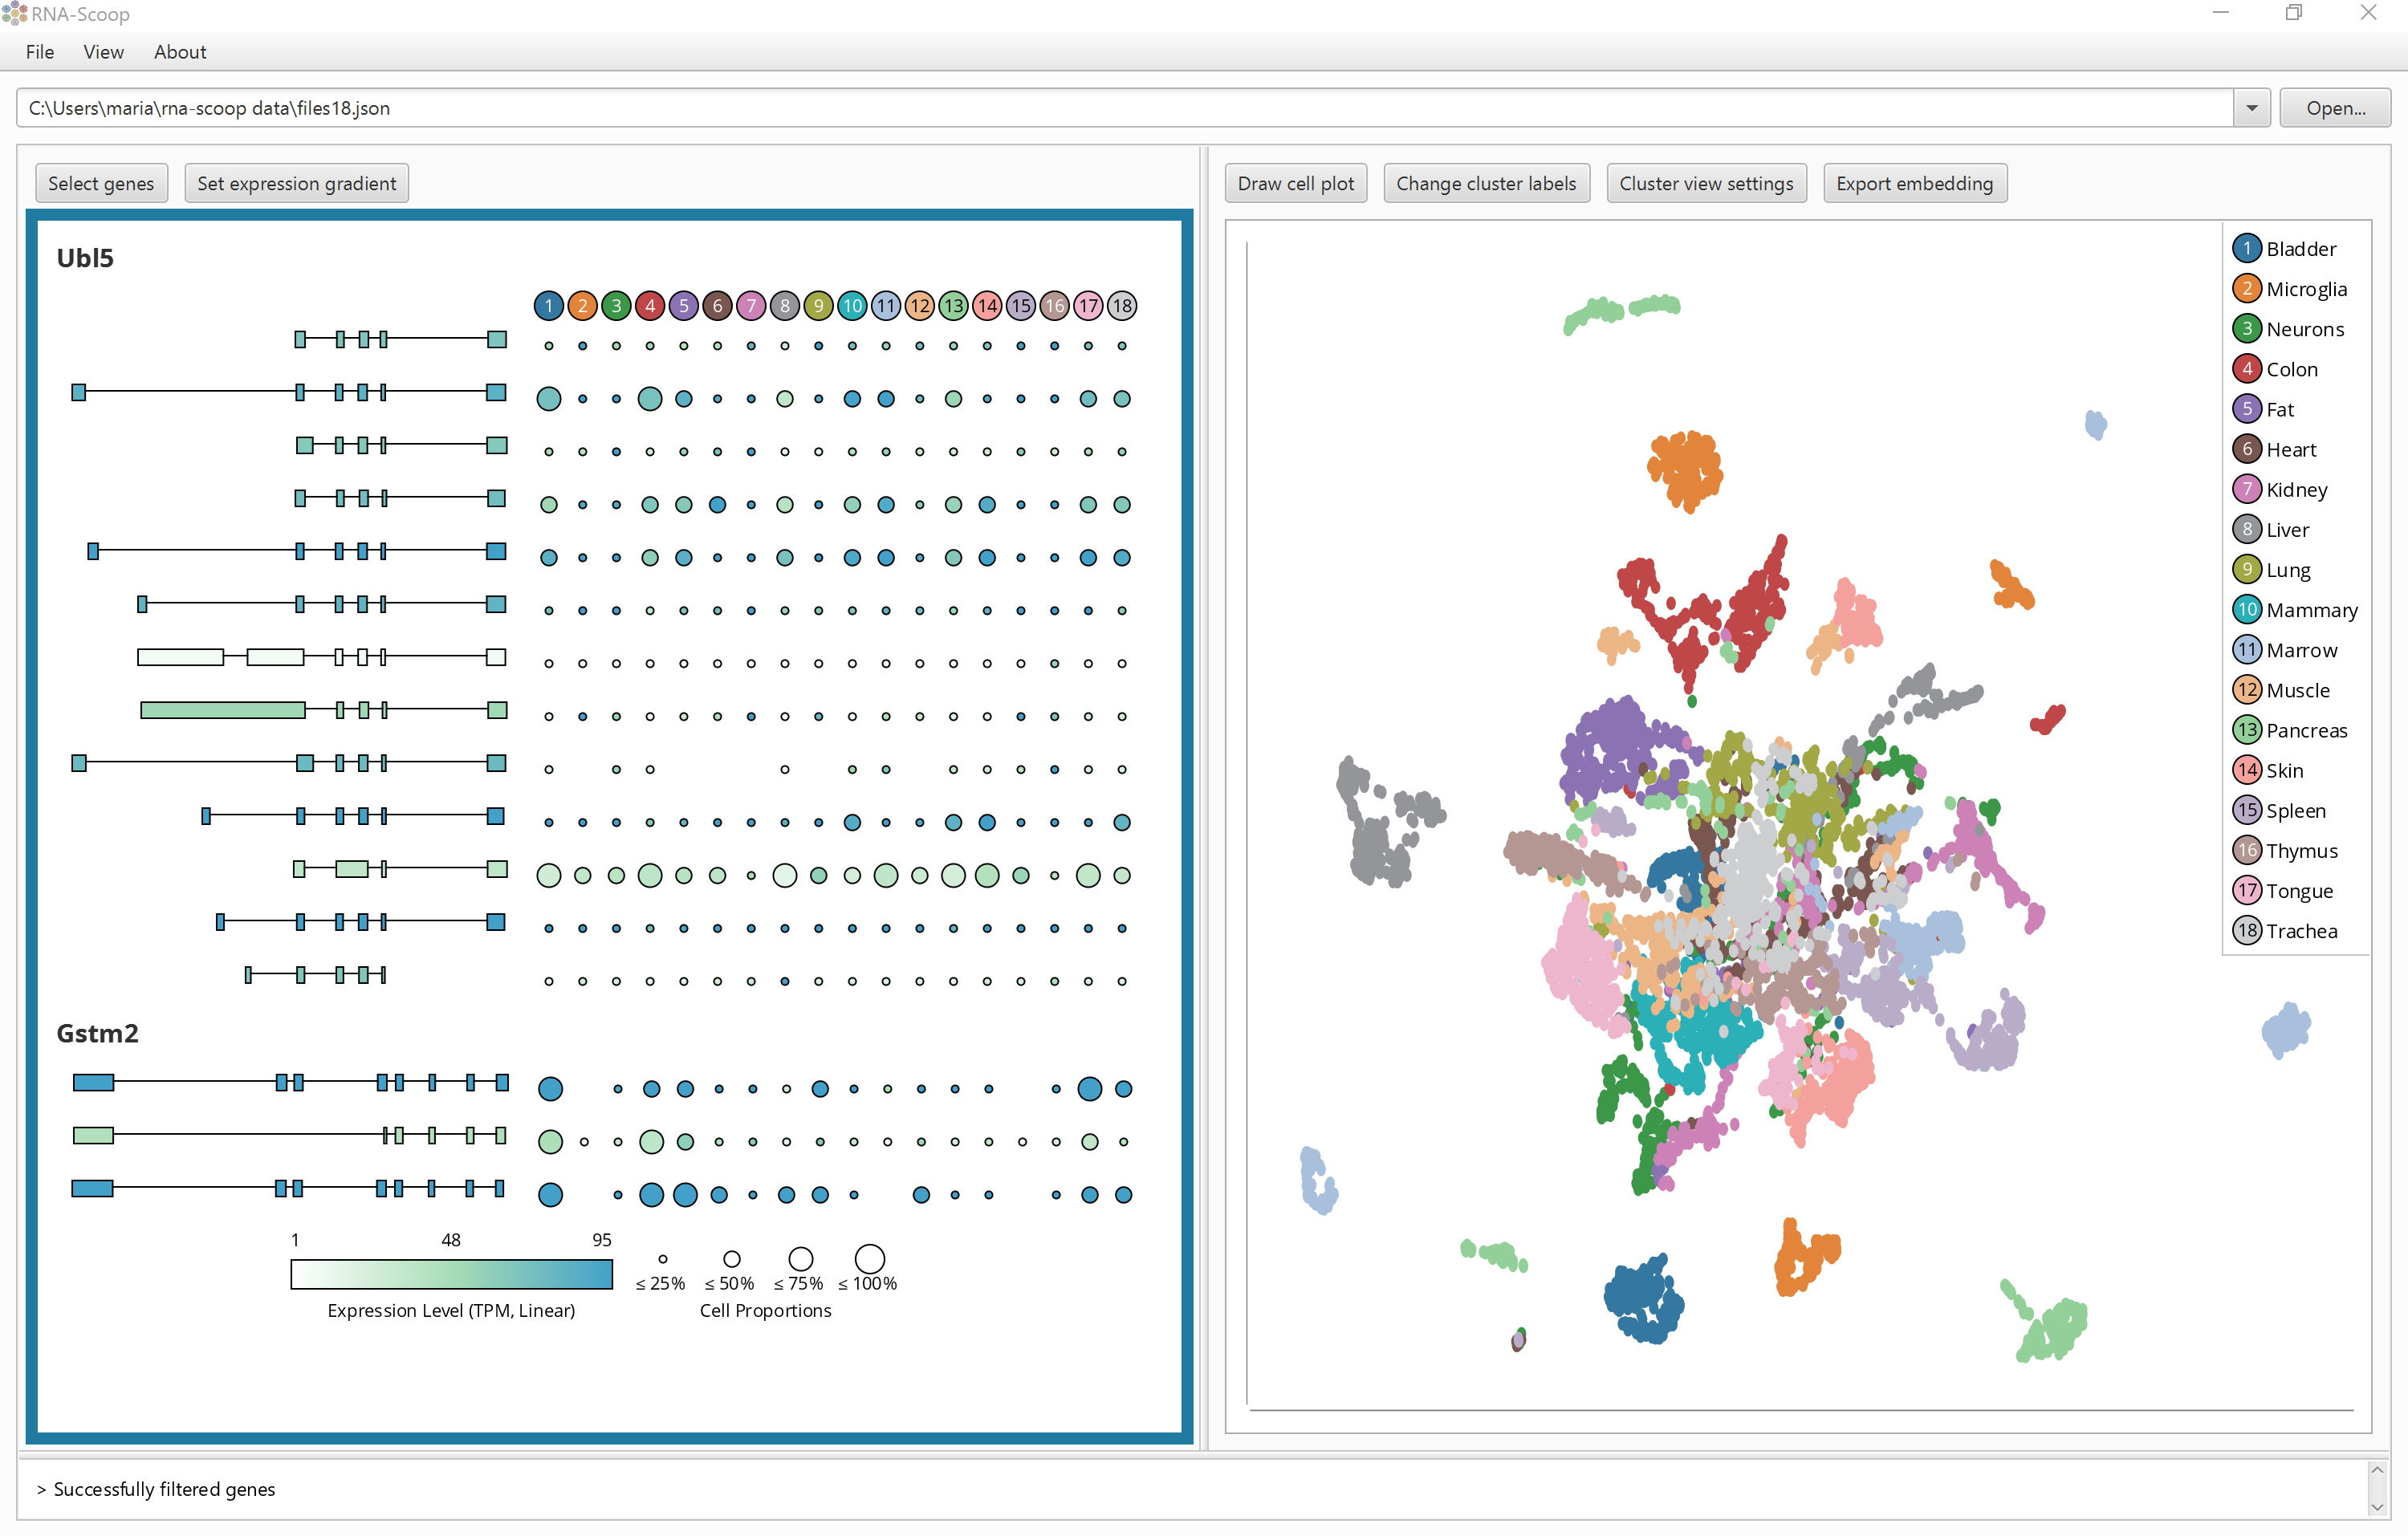 RNA-Scoop
File View About
C:\Users\maria\rna-scoop data\files18.json Open...
Select genes Set expression gradient
Draw cell plot Change cluster labels Cluster view settings Export embedding
Ubl5
1 2 3 4 5 6 7 8 9 10 11 12 13 14 15 16 17 18
Gstm2
1 48 95
Expression Level (TPM, Linear)
≤ 25% ≤ 50% ≤ 75% ≤ 100%
Cell Proportions
1 Bladder
2 Microglia
3 Neurons
4 Colon
5 Fat
6 Heart
7 Kidney
8 Liver
9 Lung
10 Mammary
11 Marrow
12 Muscle
13 Pancreas
14 Skin
15 Spleen
16 Thymus
17 Tongue
18 Trachea
> Successfully filtered genes